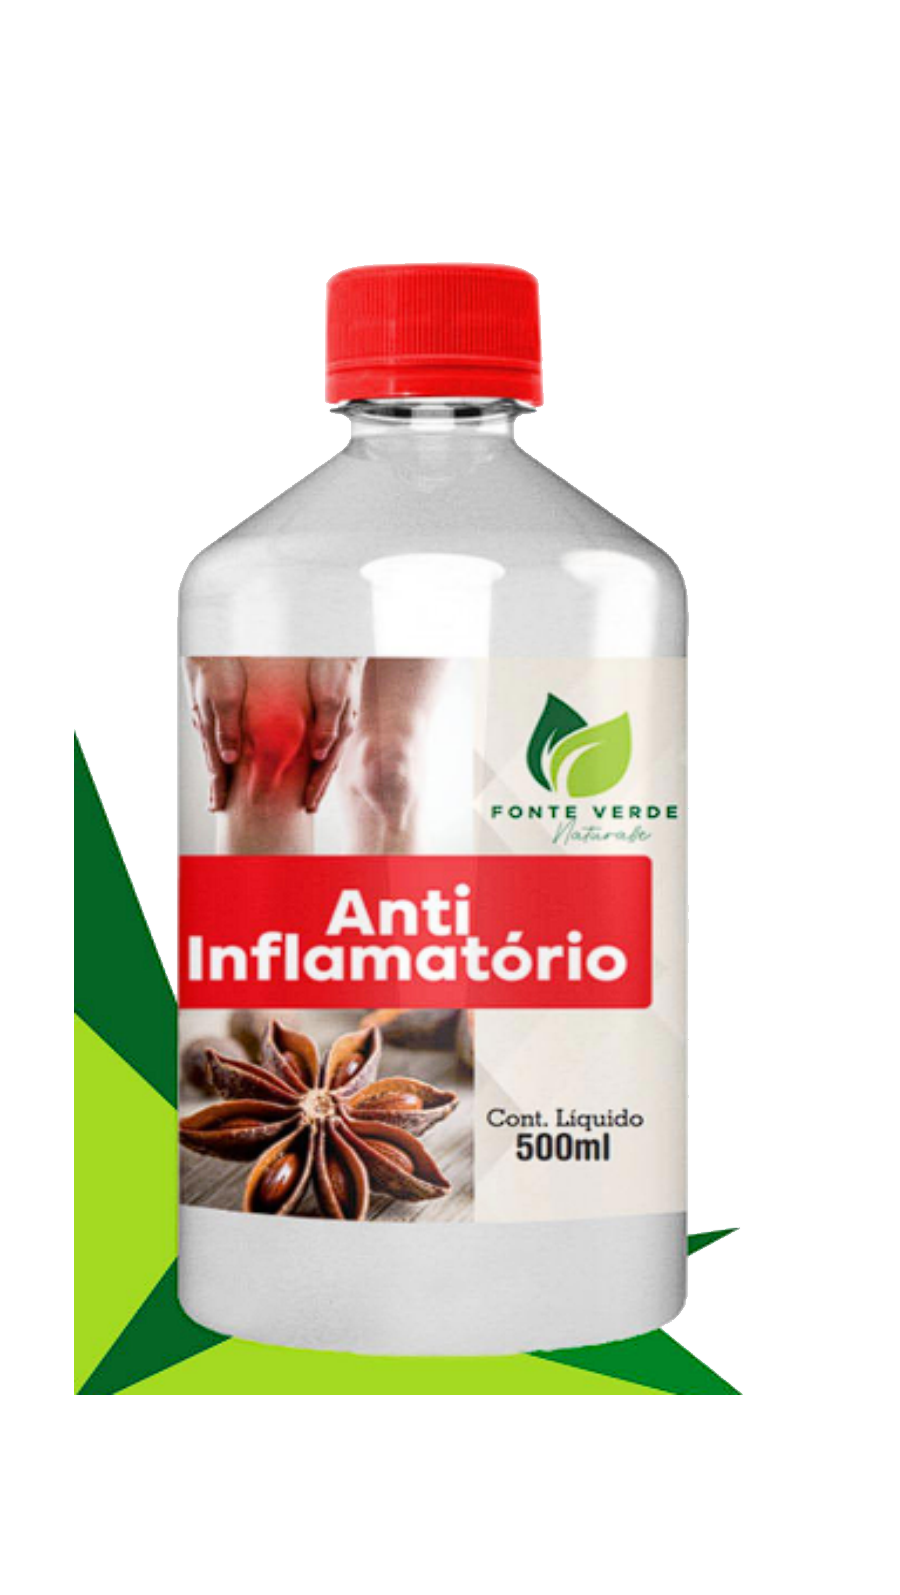 FONTE VERDE
Naturale
Anti
Inflamatório
Cont. Líquido
500ml